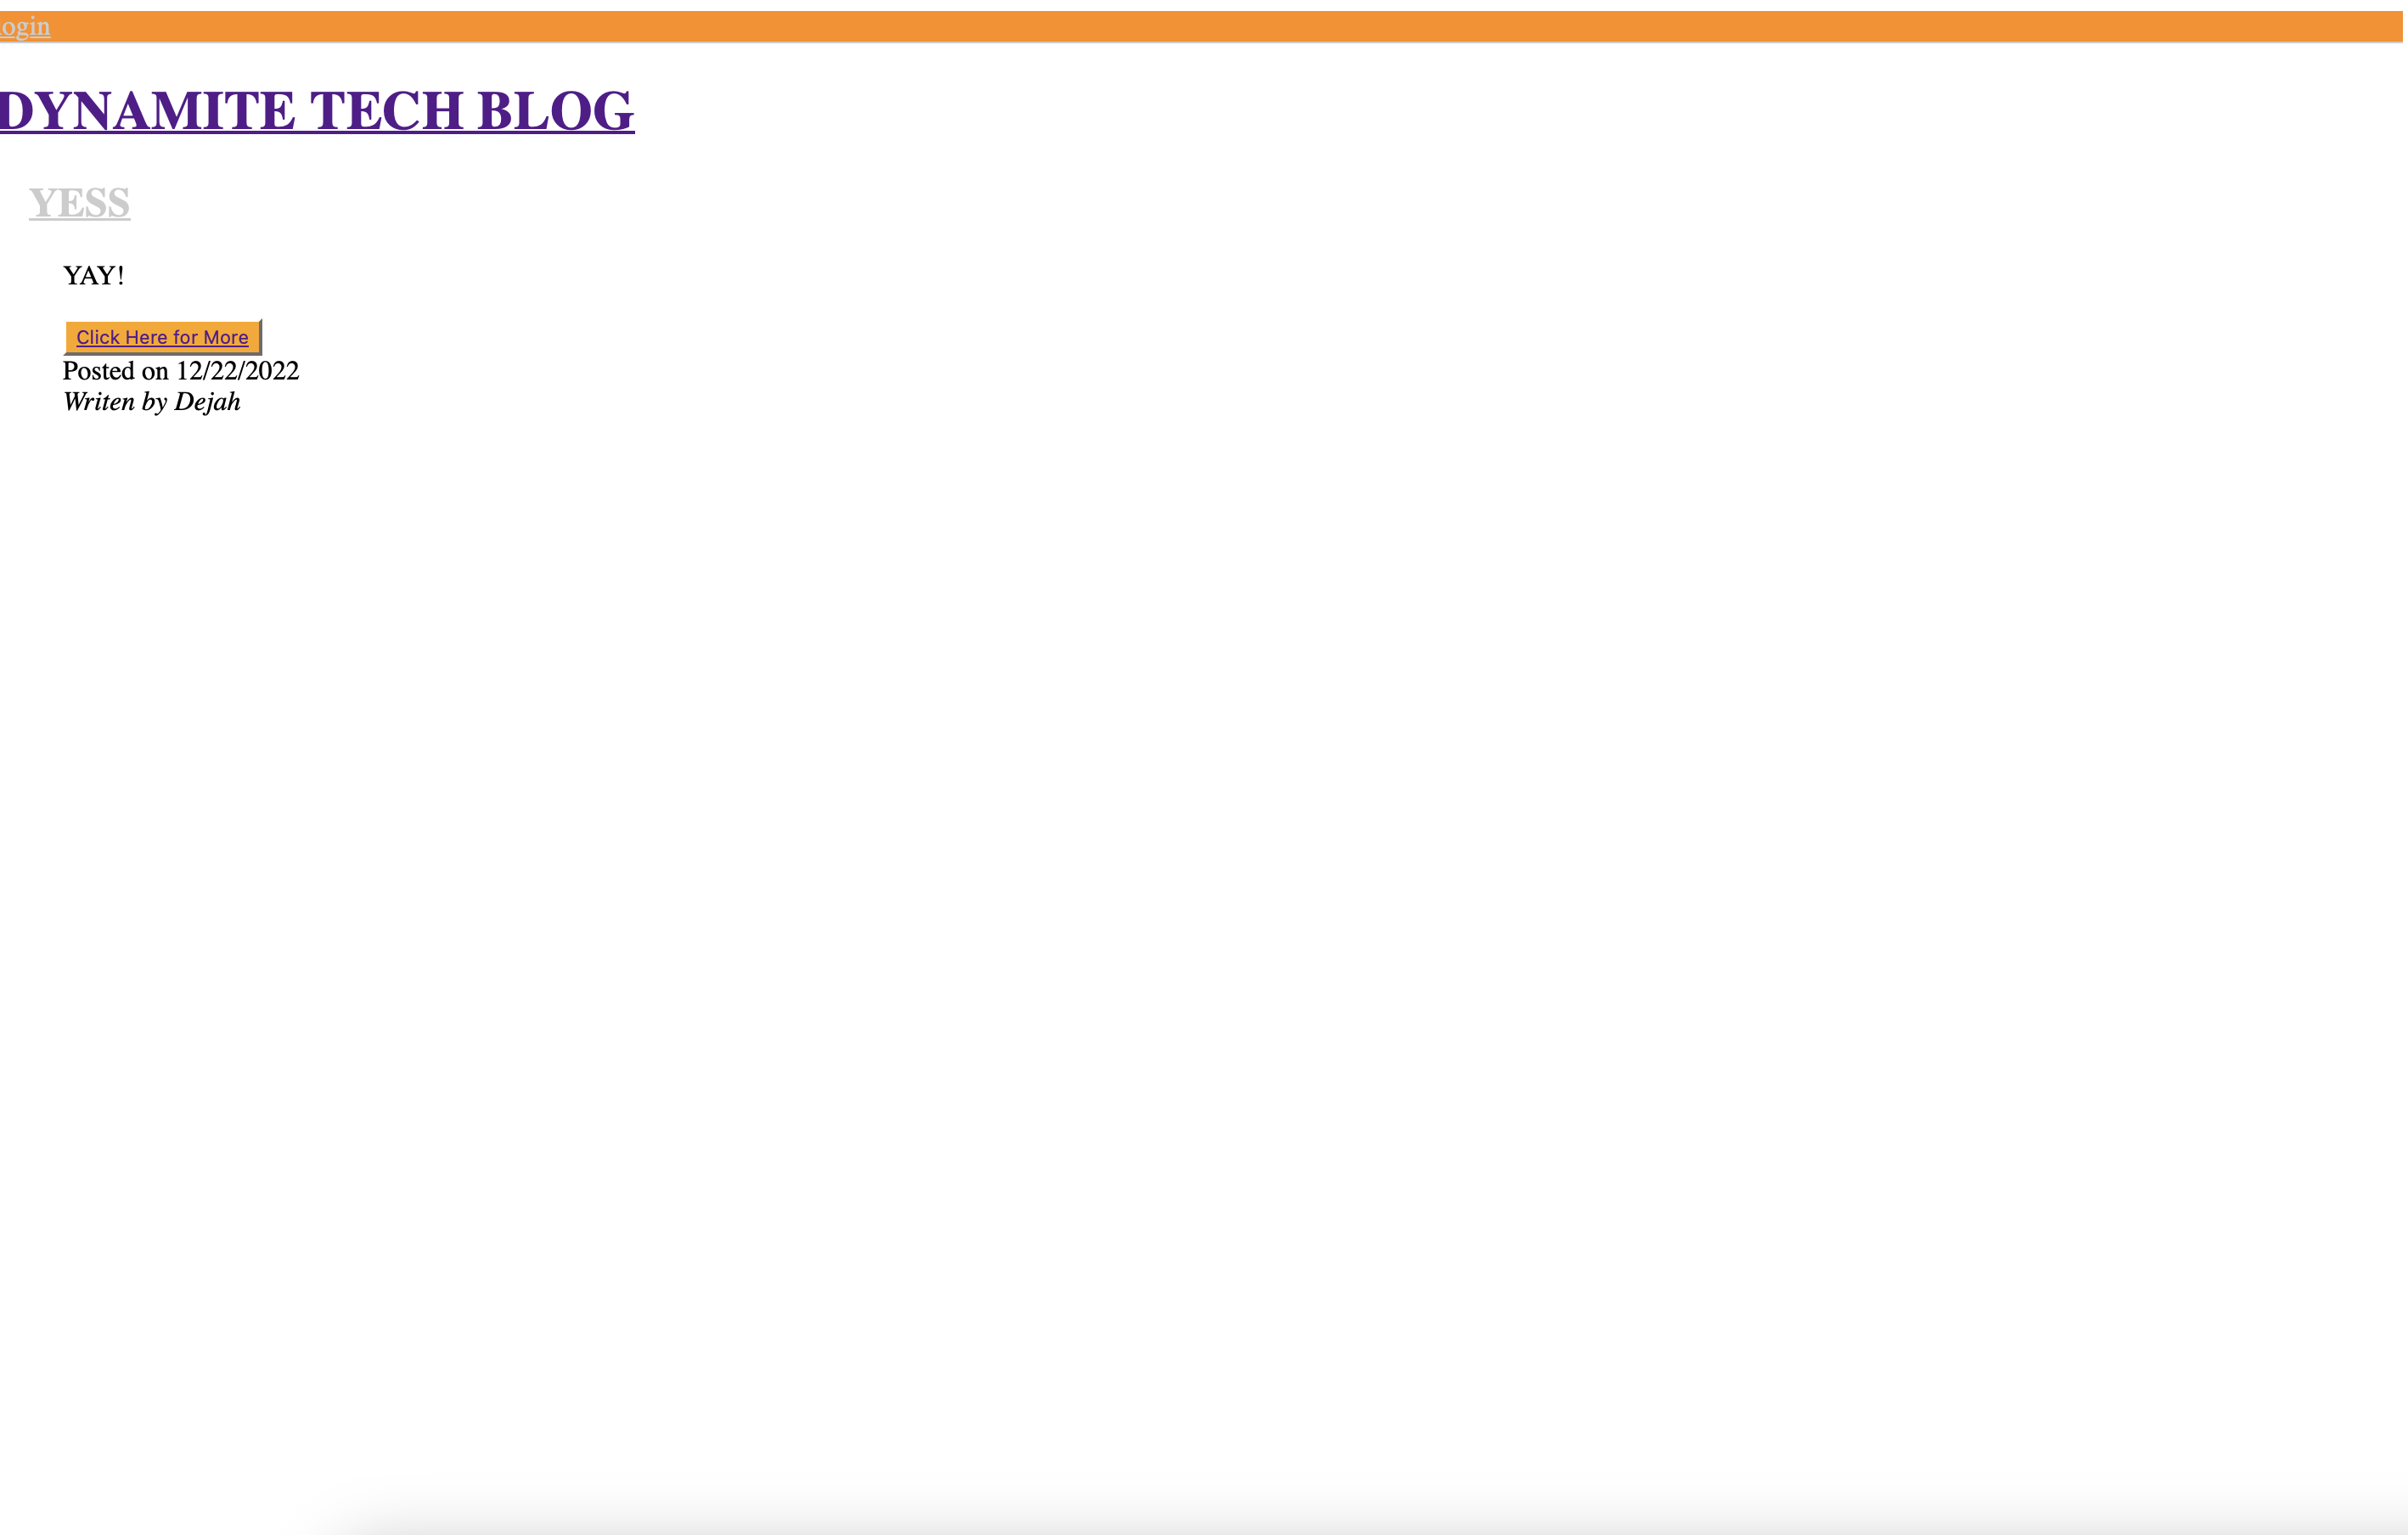 ogin
DYNAMITE TECH BLOG
YESS
YAY!
Click Here for More
Posted on 12/22/2022
Writen by Dejah